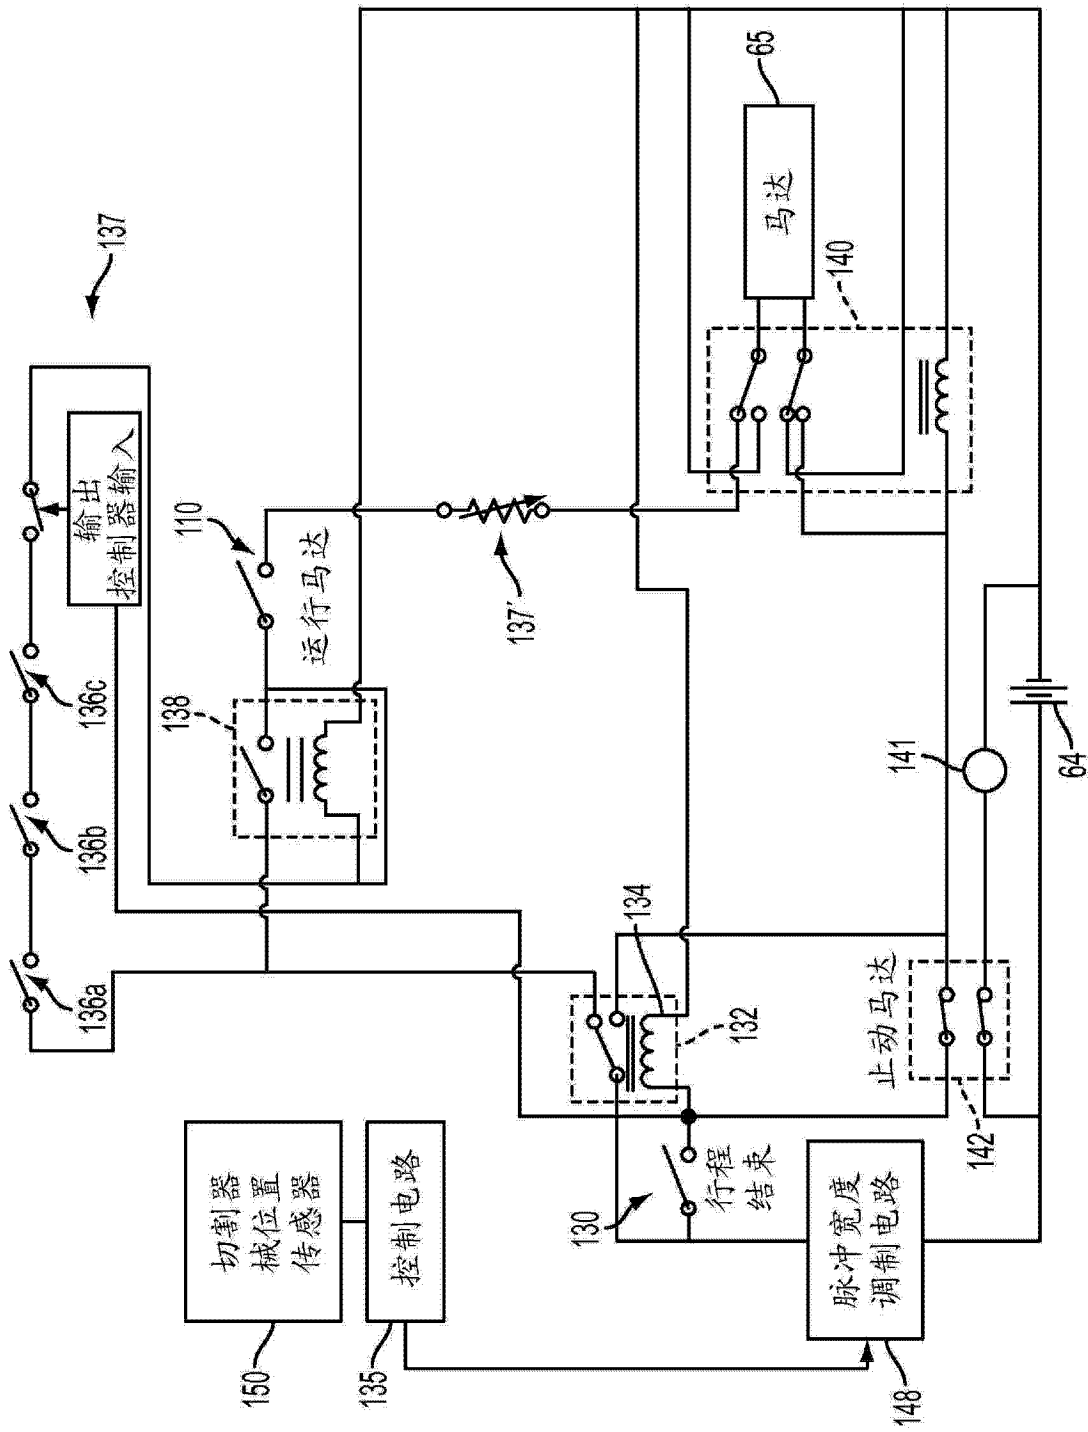 136a
136b
136c
输出
控制器输入
137
138
110
切割器
械位置
传感器
150
运行马达
控制电路
135
137′
130
134
132
行程
结束
65
马达
140
脉冲宽度
调制电路
148
止动马达
142
141
64